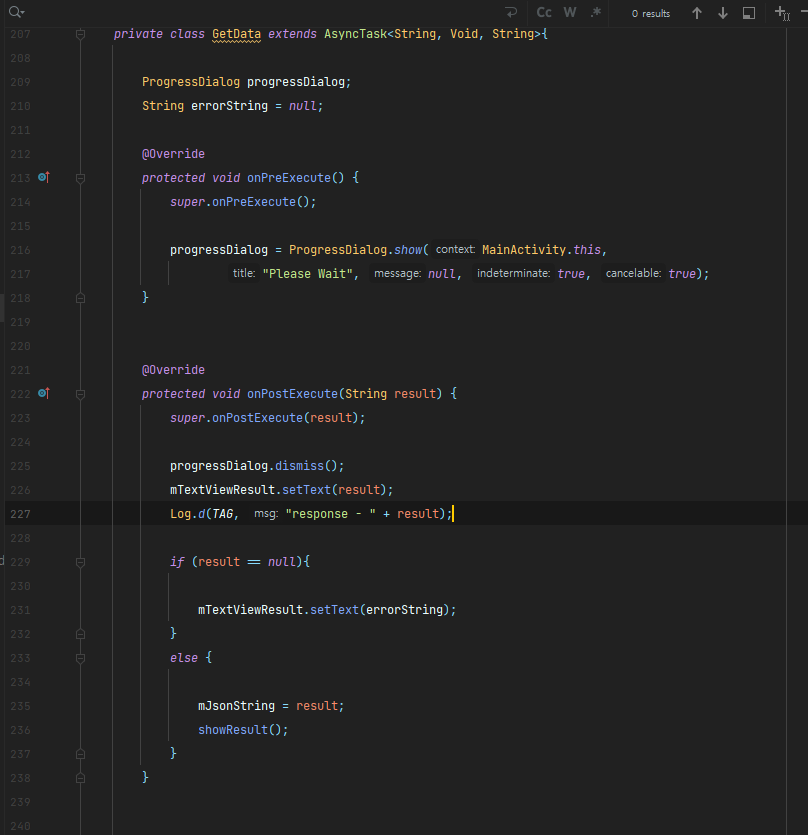 Cc W .* 0 results
207 private class GetData extends AsyncTask<String, Void, String>{
208
209 ProgressDialog progressDialog;
210 String errorString = null;
211
212 @Override
213 protected void onPreExecute() {
214 super.onPreExecute();
215
216 progressDialog = ProgressDialog.show( context: MainActivity.this,
217 title: "Please Wait", message: null, indeterminate: true, cancelable: true);
218 }
219
220
221 @Override
222 protected void onPostExecute(String result) {
223 super.onPostExecute(result);
224
225 progressDialog.dismiss();
226 mTextViewResult.setText(result);
227 Log.d(TAG, msg: "response - " + result);
228
229 if (result == null){
230
231 mTextViewResult.setText(errorString);
232 }
233 else {
234
235 mJsonString = result;
236 showResult();
237 }
238 }
239
240